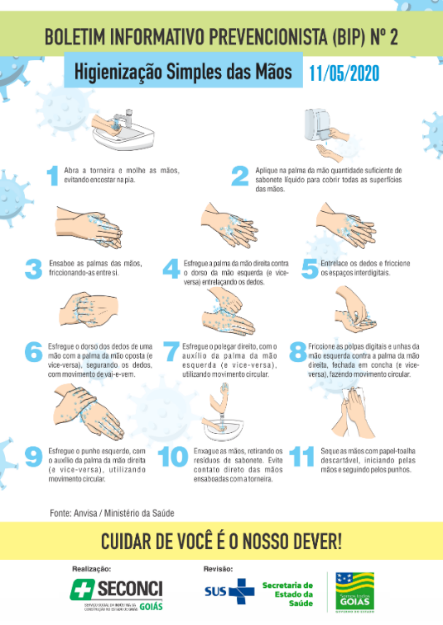 BOLETIM INFORMATIVO PREVENCIONISTA (BIP) Nº 2
Higienização Simples das Mãos
11/05/2020
1
Abra a torneira e molhe as mãos,
evitando encostar na pia.
2
Aplique na palma da mão quantidade suficiente de
sabonete líquido para cobrir todas as superfícies
das mãos.
3
Ensaboe as palmas das mãos,
friccionando-as entre si.
4
Esfregue a palma da mão direita contra
o dorso da mão esquerda (e vice-
versa) entrelaçando os dedos.
5
Entrelace os dedos e friccione
os espaços interdigitais.
6
Esfregue o dorso dos dedos de uma
mão com a palma da mão oposta (e
vice-versa), segurando os dedos,
com movimento de vai-e-vem.
7
Esfregue o polegar direito, com o
auxílio da palma da mão
esquerda (e vice-versa),
utilizando movimento circular.
8
Friccione as polpas digitais e unhas da
mão esquerda contra a palma da mão
direita, fechada em concha (e vice-
versa), fazendo movimento circular.
9
Esfregue o punho esquerdo, com
o auxílio da palma da mão direita
(e vice-versa), utilizando
movimento circular.
10
Enxague as mãos, retirando os
resíduos de sabonete. Evite
contato direto das mãos
ensaboadas com a torneira.
11
Seque as mãos com papel-toalha
descartável, iniciando pelas
mãos e seguindo pelos punhos.
Fonte: Anvisa / Ministério da Saúde
CUIDAR DE VOCÊ É O NOSSO DEVER!
Realização:
Revisão:
SECONCI
GOIÁS
SUS
Secretaria de
Estado da
Saúde
GOIÁS